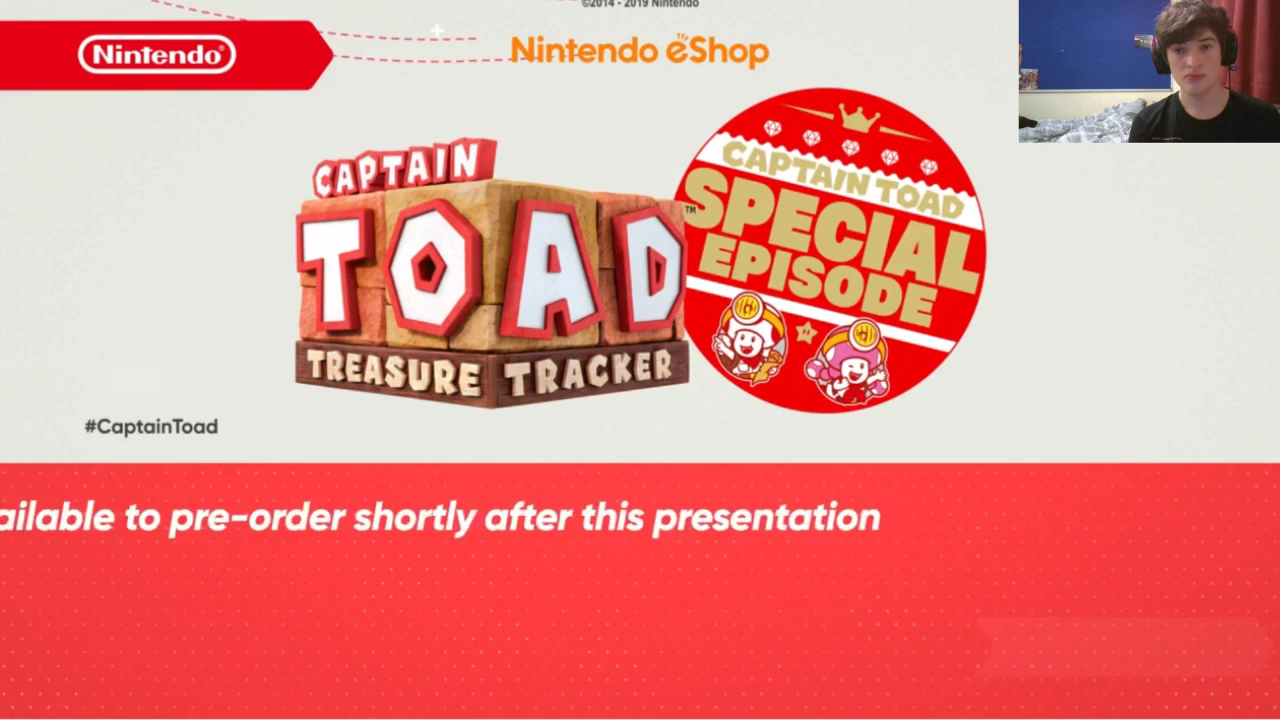 ©2014 - 2019 Nintendo
Nintendo®
Nintendo eShop
CAPTAIN
TOAD
TREASURE TRACKER
™
CAPTAIN TOAD
SPECIAL
EPISODE
#CaptainToad
ailable to pre-order shortly after this presentation